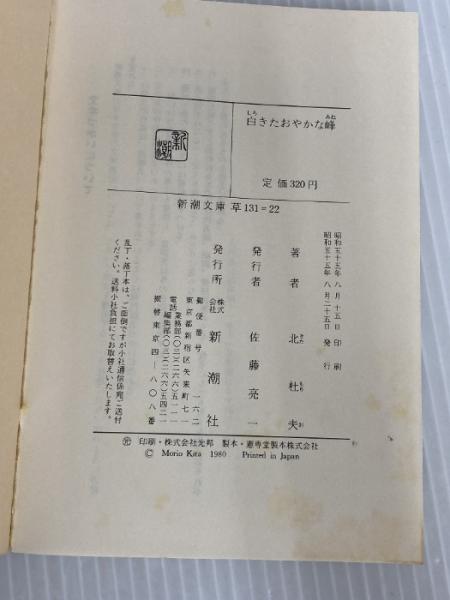 白きたおやかな峰
しろ
みね
定価320円
新潮
新潮文庫 草131=22
昭和五十五年八月十五日 印刷
昭和五十五年八月二十五日 発行
著者 北杜夫
発行者 佐藤亮一
発行所 株式会社 新潮社
郵便番号 一六二
東京都新宿区矢来町七一
電話 業務部(〇三)(二六六)五一一一
編集部(〇三)(二六六)五四一一
振替東京四―八〇八番
乱丁・落丁本は、ご面倒ですが小社通信係宛ご送付
ください。送料小社負担にてお取替えいたします。
印刷・株式会社光邦 製本・憲専堂製本株式会社
© Morio Kita 1980 Printed in Japan